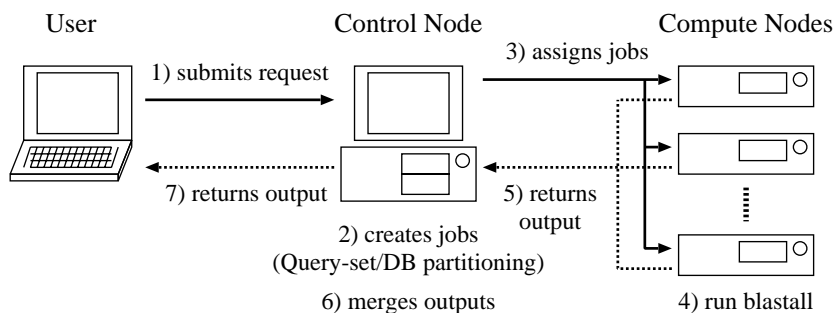 User
Control Node
Compute Nodes
1) submits request
3) assigns jobs
7) returns output
5) returns
output
2) creates jobs
(Query-set/DB partitioning)
6) merges outputs
4) run blastall